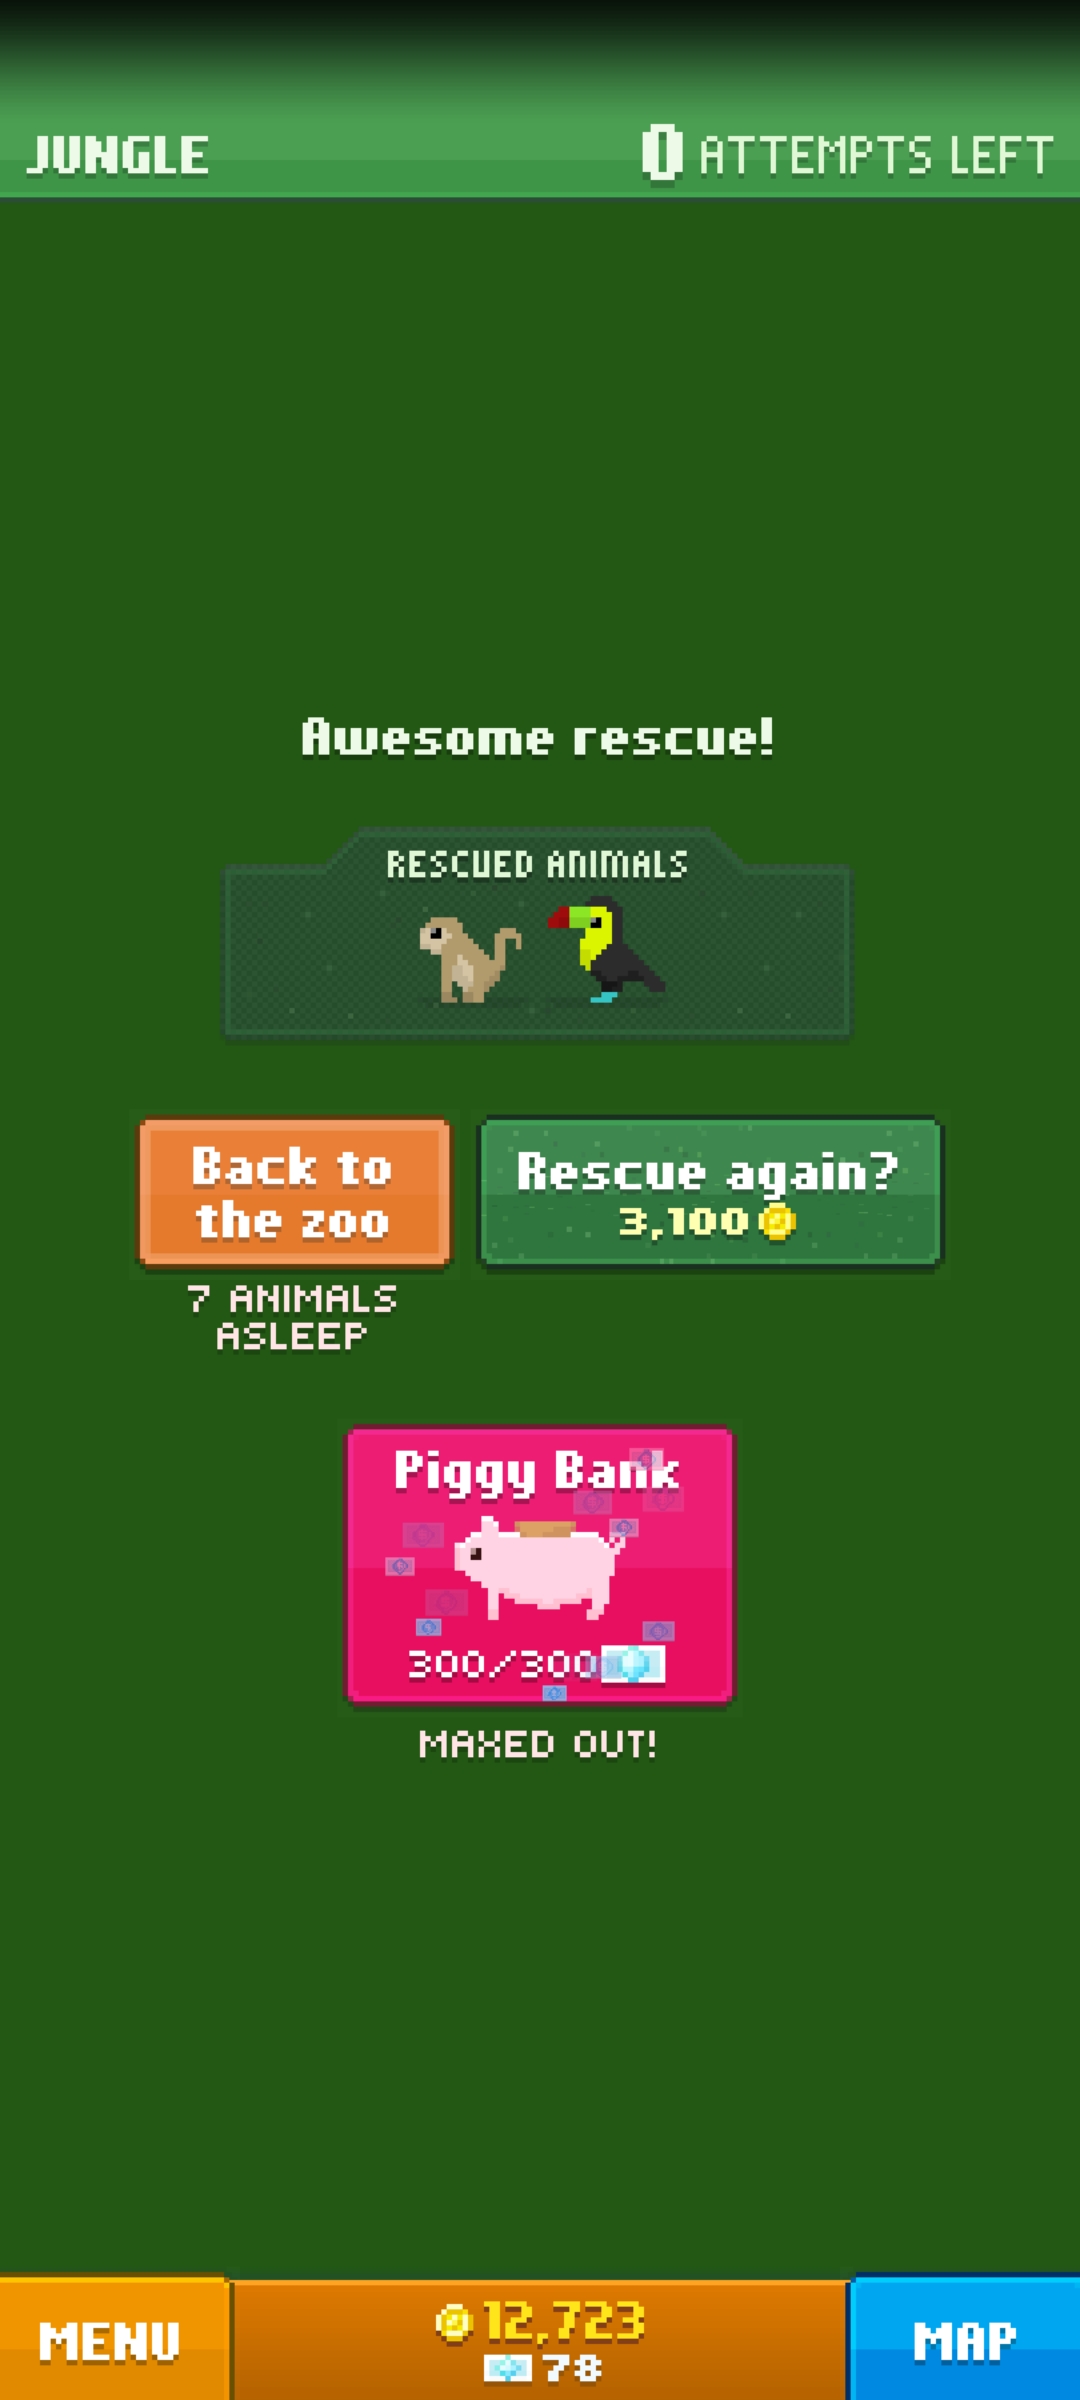 JUNGLE
0 ATTEMPTS LEFT
Awesome rescue!
RESCUED ANIMALS
Back to
the zoo
Rescue again?
3,100
7 ANIMALS
ASLEEP
Piggy Bank
300/300
MAXED OUT!
MENU
12,723
78
MAP